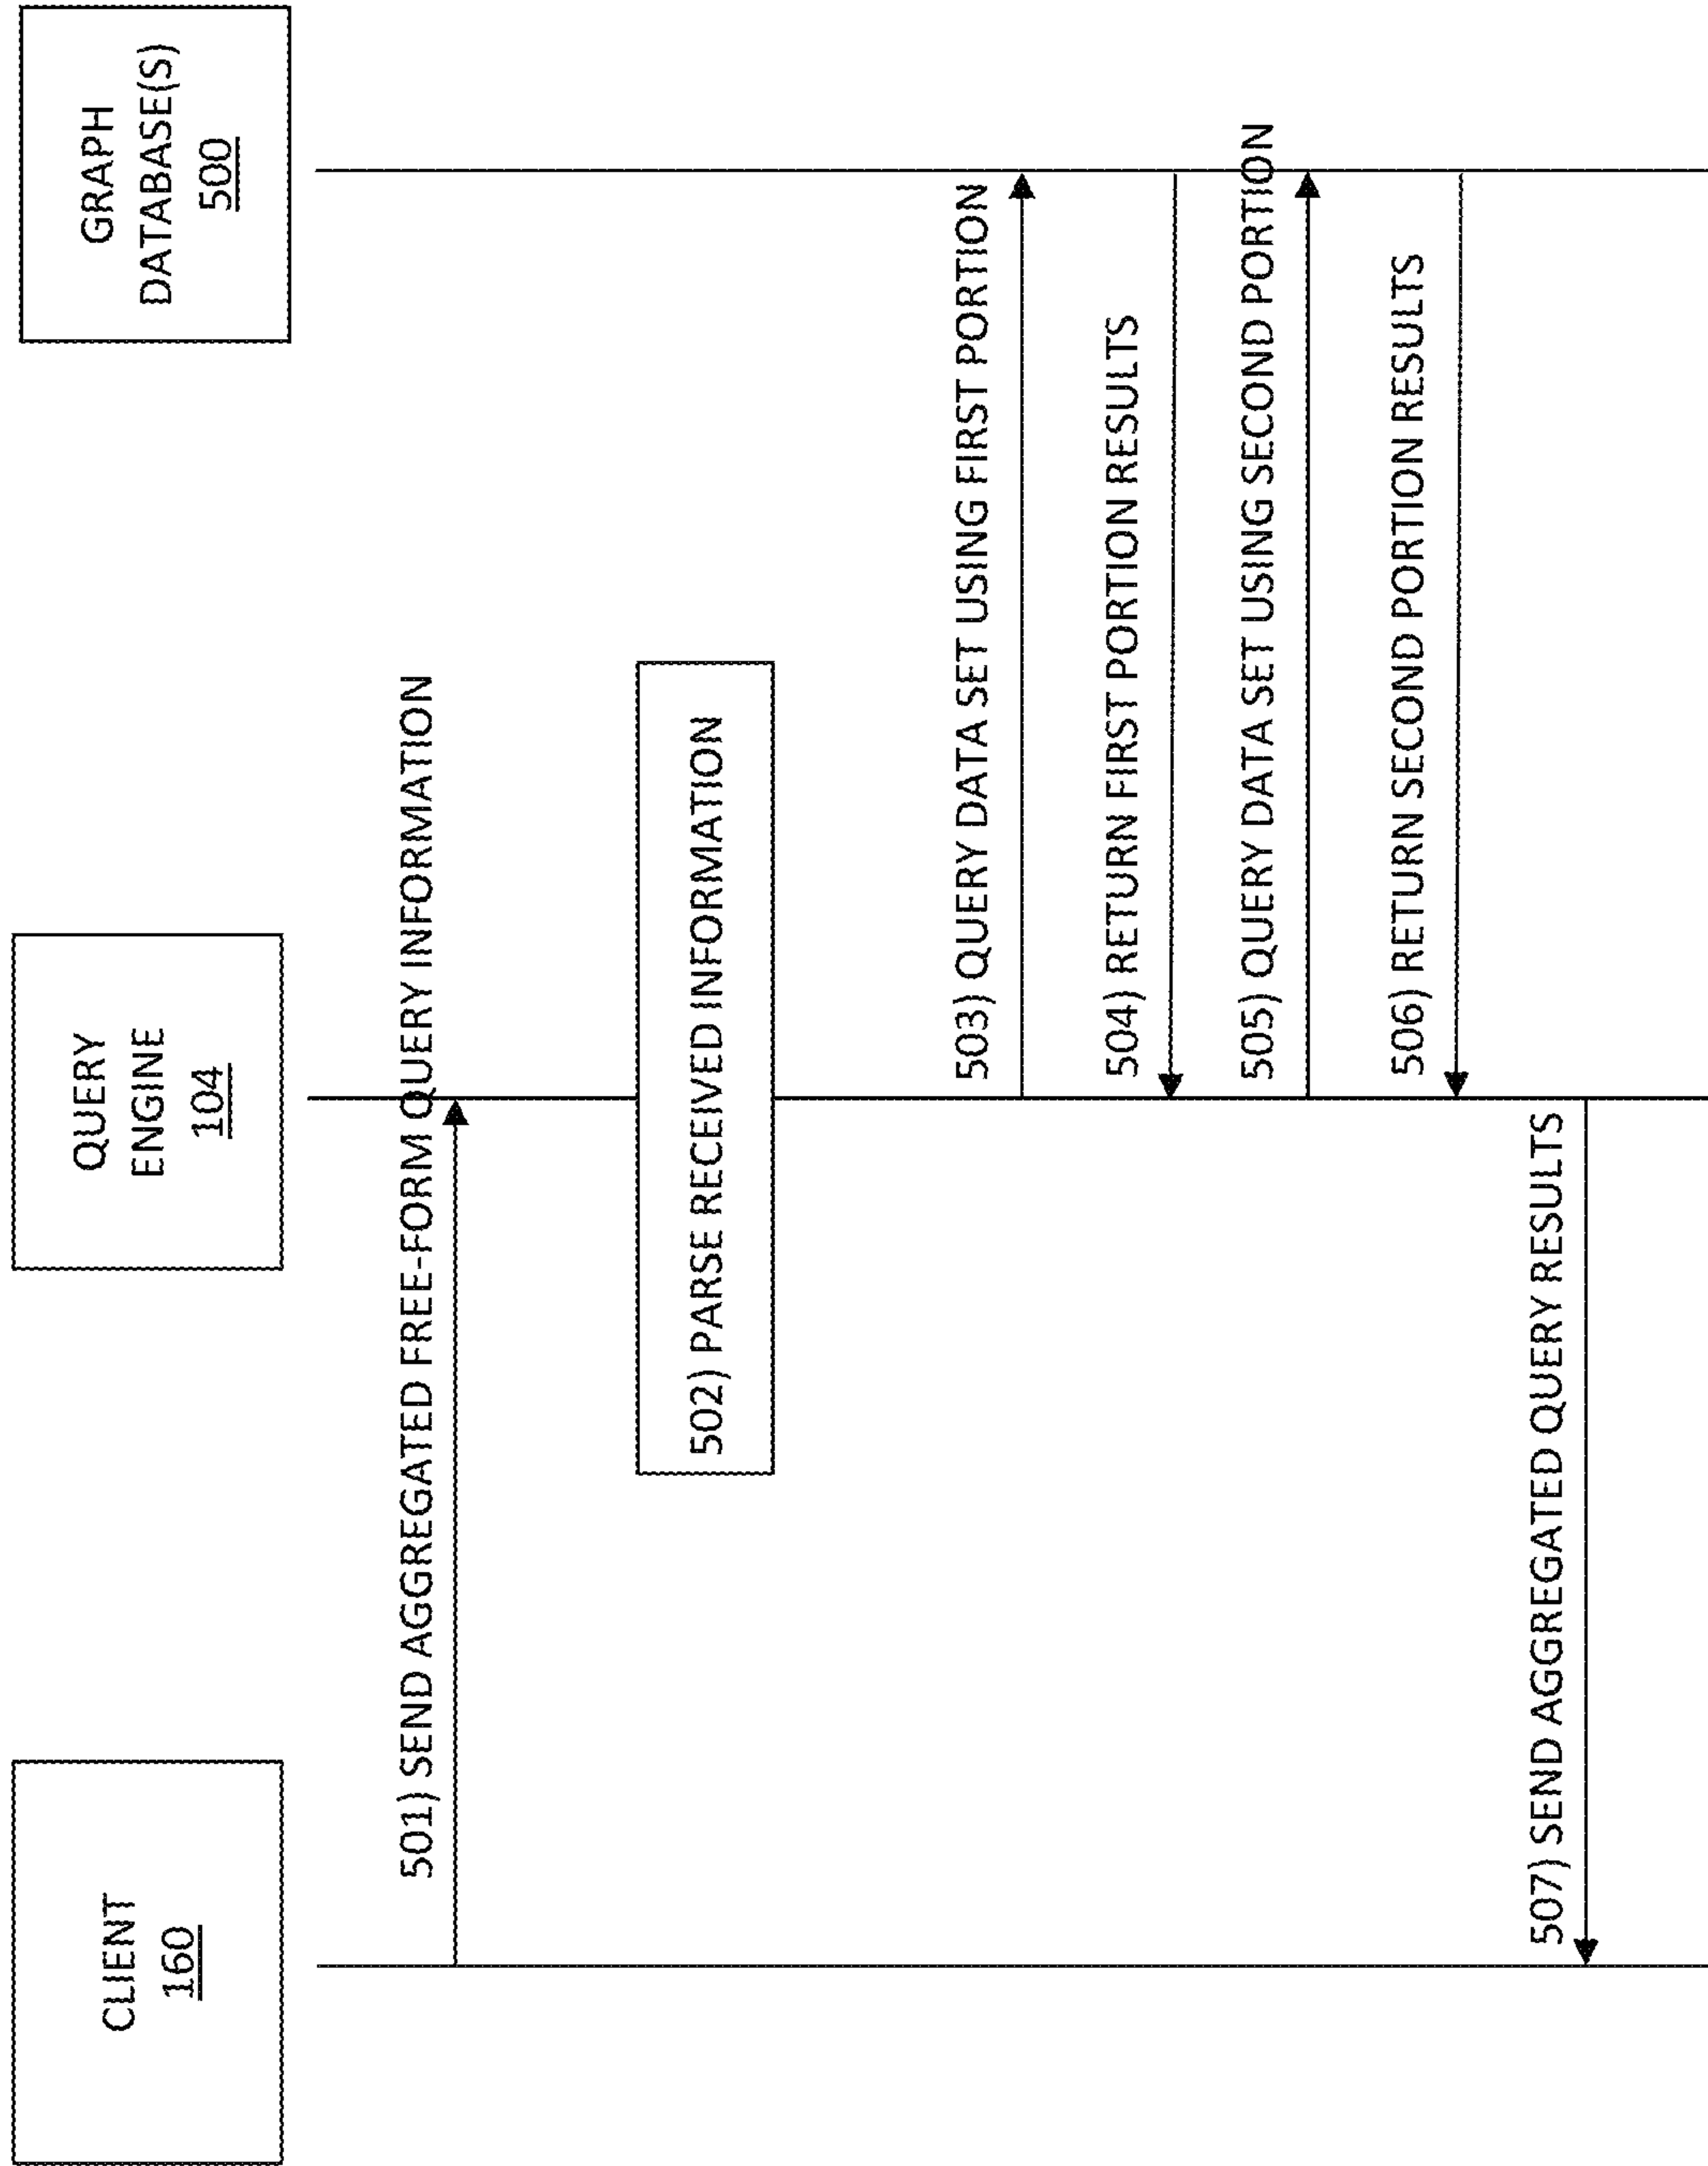 CLIENT
160
QUERY
ENGINE
104
GRAPH
DATABASE(S)
500
501) SEND AGGREGATED FREE-FORM QUERY INFORMATION
502) PARSE RECEIVED INFORMATION
503) QUERY DATA SET USING FIRST PORTION
504) RETURN FIRST PORTION RESULTS
505) QUERY DATA SET USING SECOND PORTION
506) RETURN SECOND PORTION RESULTS
507) SEND AGGREGATED QUERY RESULTS